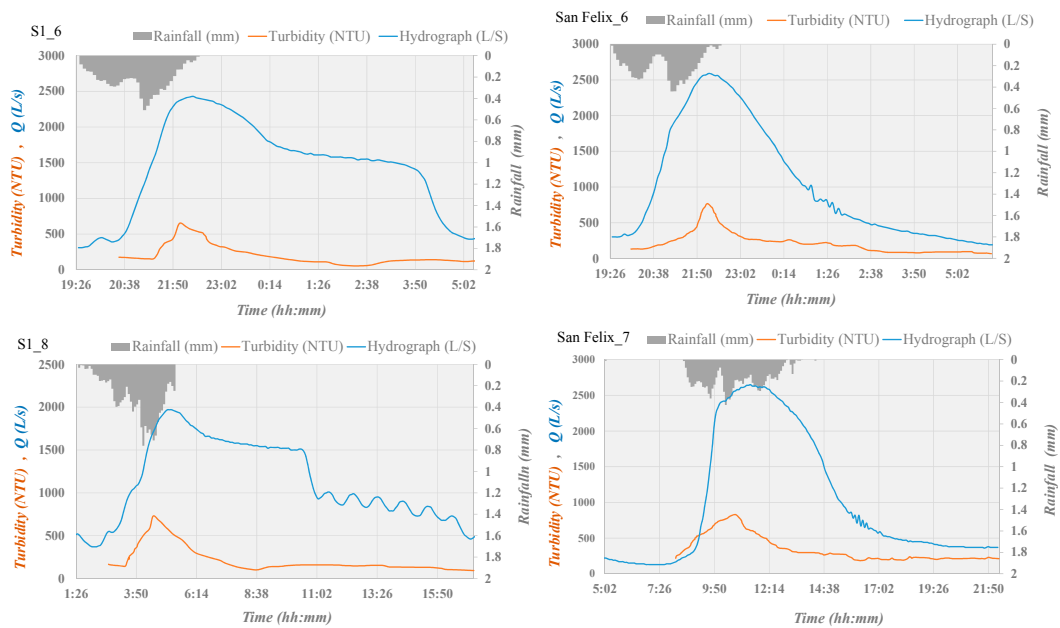 S1_6
Rainfall (mm) Turbidity (NTU) Hydrograph (L/S)
3000
2500
2000
1500
1000
500
0
0
0.2
0.4
0.6
0.8
1
1.2
1.4
1.6
1.8
2
19:26 20:38 21:50 23:02 0:14 1:26 2:38 3:50 5:02
Turbidity (NTU) , Q (L/s)
Rainfall (mm)
Time (hh:mm)
San Felix_6
Rainfall (mm) Turbidity (NTU) Hydrograph (L/S)
3000
2500
2000
1500
1000
500
0
0
0.2
0.4
0.6
0.8
1
1.2
1.4
1.6
1.8
2
19:26 20:38 21:50 23:02 0:14 1:26 2:38 3:50 5:02
Turbidity (NTU) , Q (L/s)
Rainfall (mm)
Time (hh:mm)
S1_8
Rainfall (mm) Turbidity (NTU) Hydrograph (L/S)
2500
2000
1500
1000
500
0
0
0.2
0.4
0.6
0.8
1
1.2
1.4
1.6
1.8
2
1:26 3:50 6:14 8:38 11:02 13:26 15:50
Turbidity (NTU) , Q (L/s)
Rainfalln (mm)
Time (hh:mm)
San Felix_7
Rainfall (mm) Turbidity (NTU) Hydrograph (L/S)
3000
2500
2000
1500
1000
500
0
0
0.2
0.4
0.6
0.8
1
1.2
1.4
1.6
1.8
2
5:02 7:26 9:50 12:14 14:38 17:02 19:26 21:50
Turbidity (NTU) , Q (L/s)
Rainfall (mm)
Time (hh:mm)